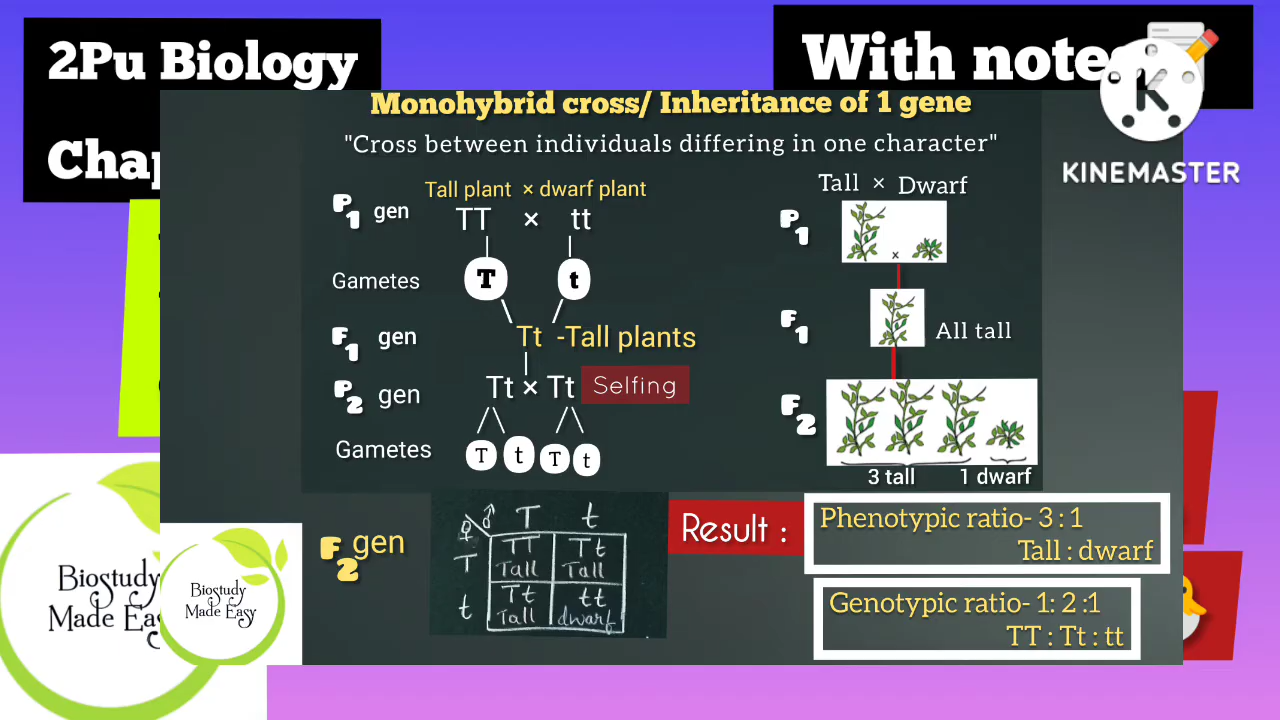 2Pu Biology
With notes
Chap
KINEMASTER
Monohybrid cross/ Inheritance of 1 gene
"Cross between individuals differing in one character"
Tall plant × dwarf plant
P1 gen
TT × tt
Gametes
T t
F1 gen
Tt -Tall plants
P2 gen
Tt × Tt Selfing
Gametes
T t T t
Tall × Dwarf
P1
×
F1
All tall
F2
3 tall 1 dwarf
F2 gen
♀ ♂ T t
T TT Tt
Tall Tall
t Tt tt
Tall dwarf
Result :
Phenotypic ratio- 3 : 1
Tall : dwarf
Genotypic ratio- 1: 2 :1
TT : Tt : tt
Biostudy
Made Eas
Biostudy
Made Easy